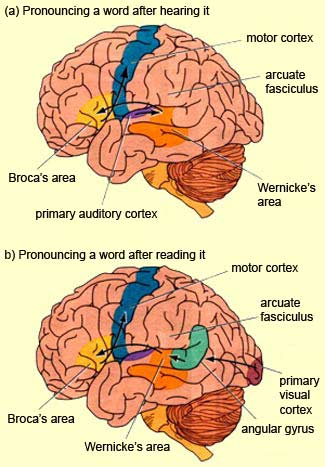 (a) Pronouncing a word after hearing it
motor cortex
arcuate
fasciculus
Broca's area
Wernicke's
area
primary auditory cortex
b) Pronouncing a word after reading it
motor cortex
arcuate
fasciculus
primary
visual
cortex
Broca's area
angular gyrus
Wernicke's area